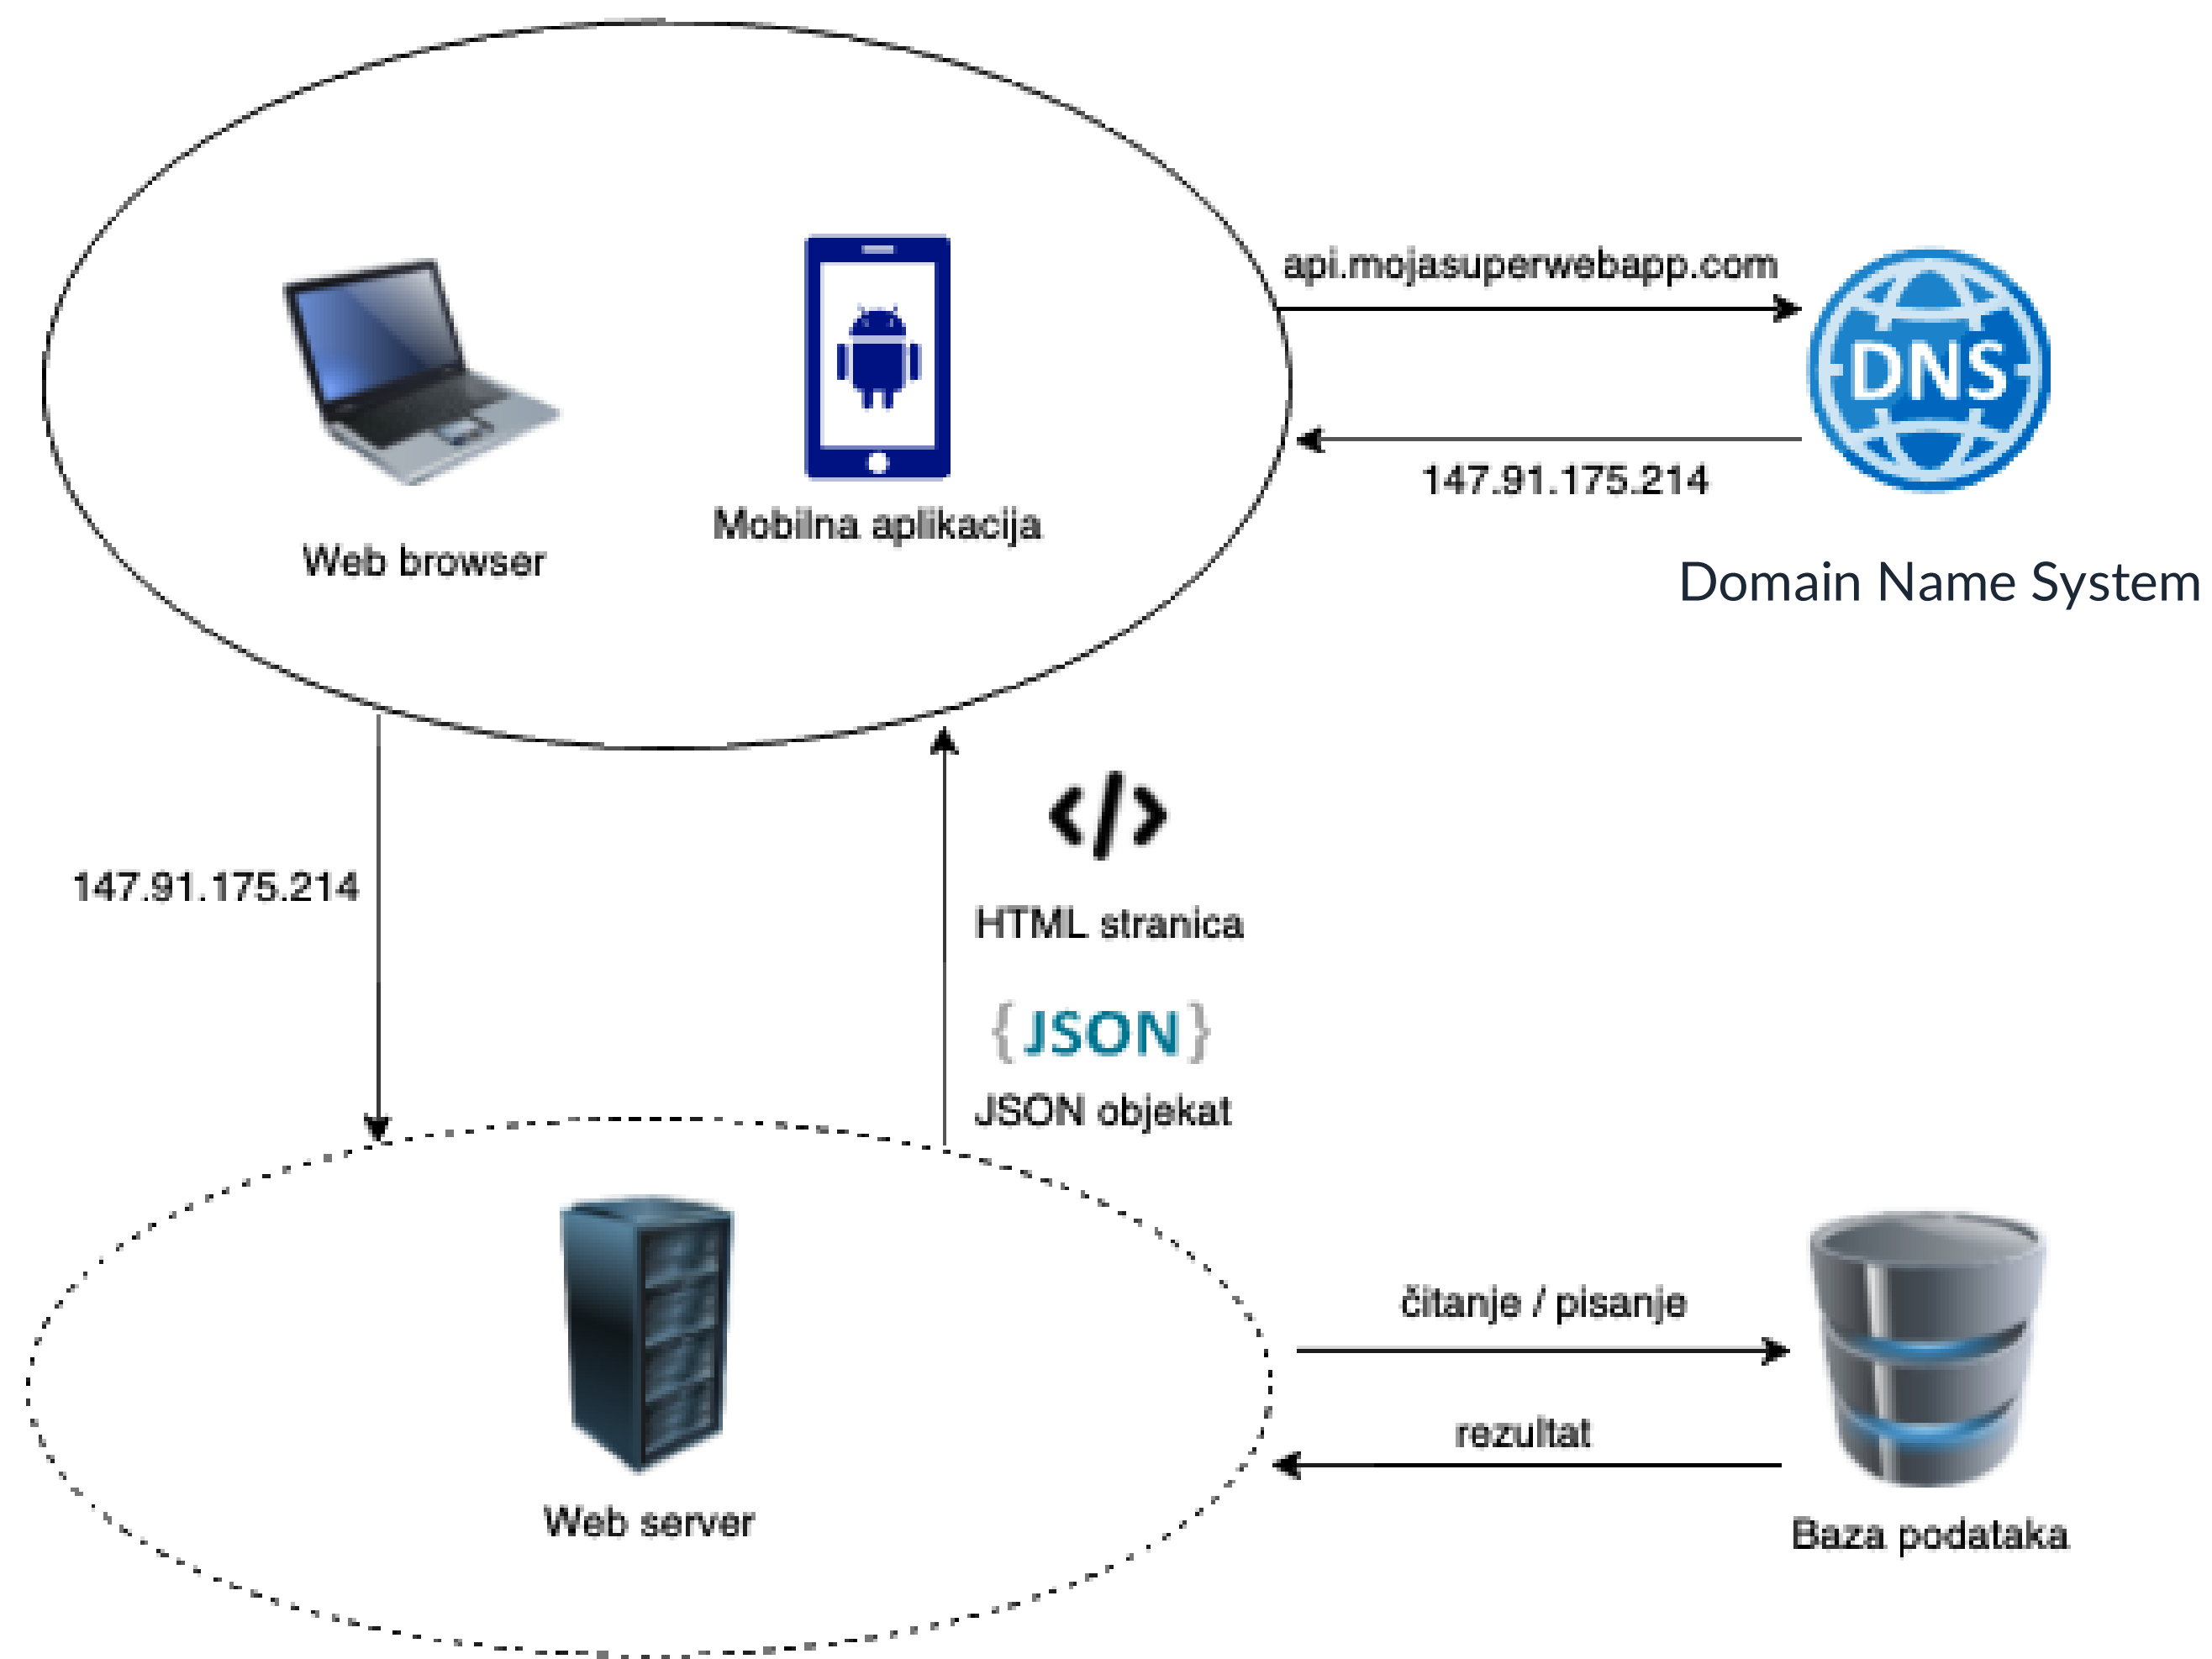 api.mojasuperwebapp.com
DNS
147.91.175.214
Domain Name System
Web browser
Mobilna aplikacija
147.91.175.214
</>
HTML stranica
{JSON}
JSON objekat
Web server
čitanje / pisanje
rezultat
Baza podataka